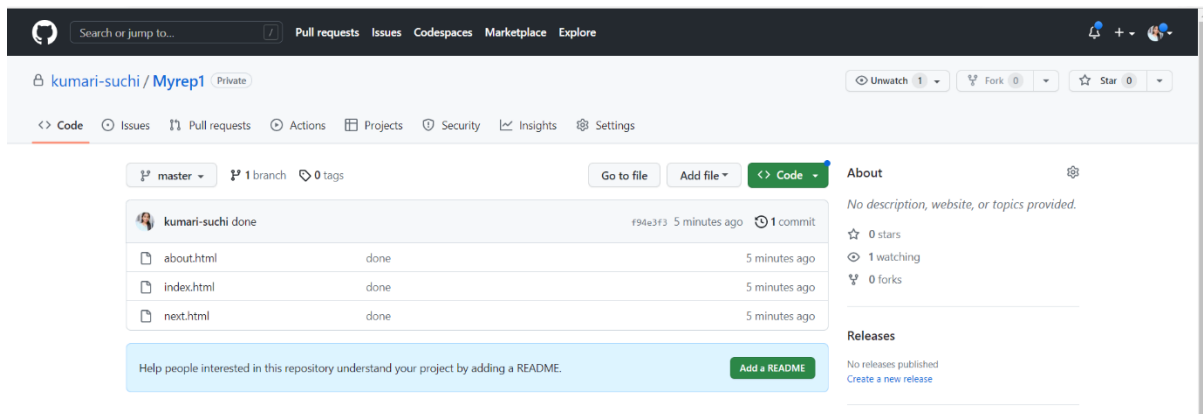 Search or jump to... / Pull requests Issues Codespaces Marketplace Explore
kumari-suchi / Myrep1 Private Unwatch 1 Fork 0 Star 0
Code Issues Pull requests Actions Projects Security Insights Settings
master 1 branch 0 tags Go to file Add file Code
kumari-suchi done f94e3f3 5 minutes ago 1 commit
about.html done 5 minutes ago
index.html done 5 minutes ago
next.html done 5 minutes ago
Help people interested in this repository understand your project by adding a README. Add a README
About
No description, website, or topics provided.
0 stars
1 watching
0 forks
Releases
No releases published
Create a new release